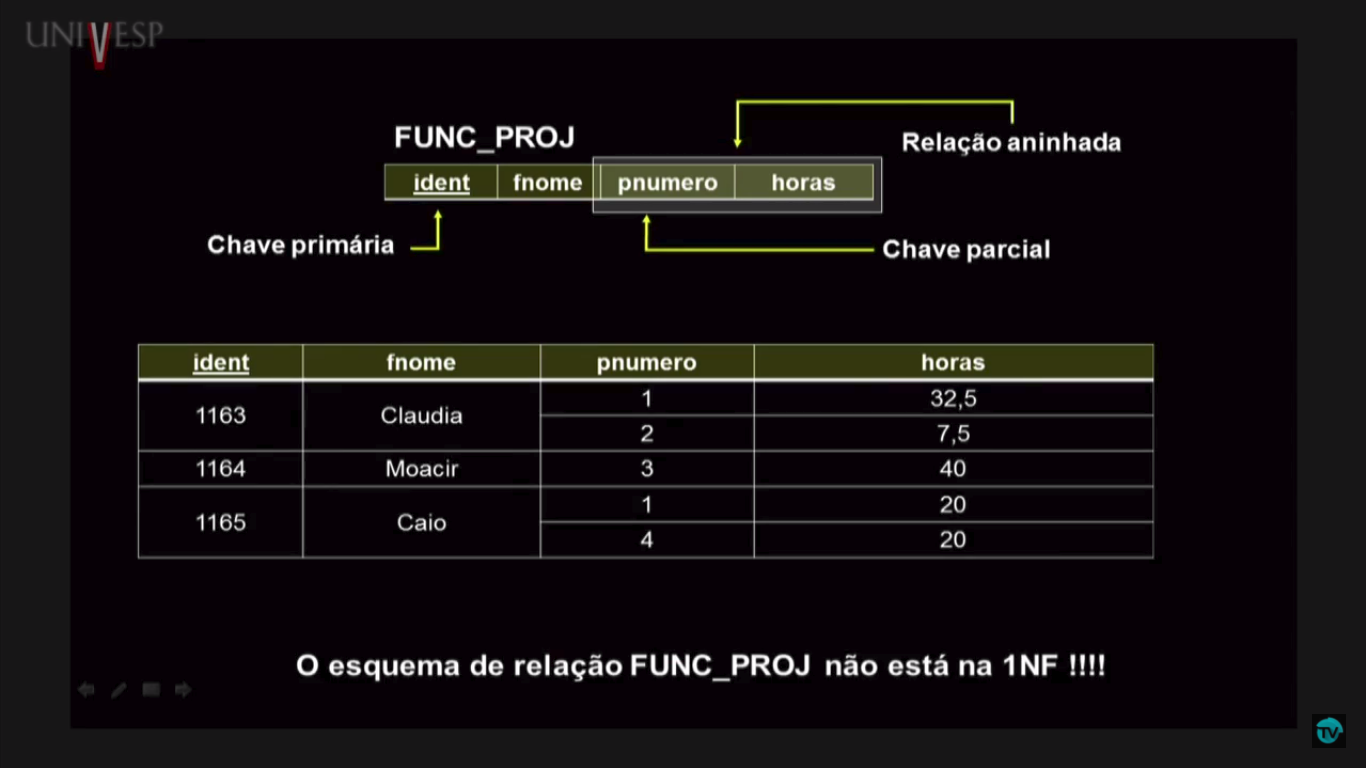 UNIVESP
FUNC_PROJ
Relação aninhada
ident fnome pnumero horas
Chave primária
Chave parcial
ident fnome pnumero horas
1163 Claudia 1 32,5
2 7,5
1164 Moacir 3 40
1165 Caio 1 20
4 20
O esquema de relação FUNC_PROJ não está na 1NF !!!!
TV